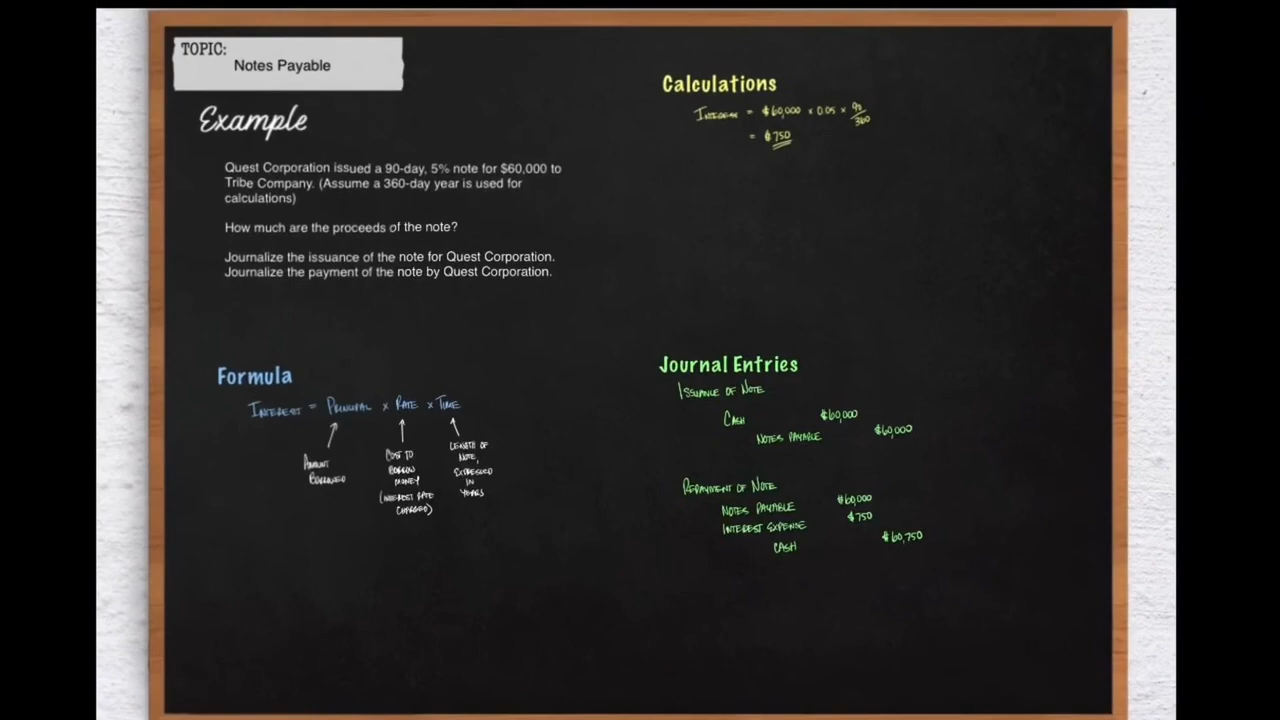 TOPIC:
Notes Payable
Example
Quest Corporation issued a 90-day, 5% note for $60,000 to
Tribe Company. (Assume a 360-day year is used for
calculations)
How much are the proceeds of the note?
Journalize the issuance of the note for Quest Corporation.
Journalize the payment of the note by Quest Corporation.
Formula
INTEREST = PRINCIPAL × RATE × TIME
AMOUNT
BORROWED
COST TO
BORROW
MONEY
(INTEREST RATE
CHARGED)
LENGTH OF
NOTE,
EXPRESSED
IN
YEARS
Calculations
INTEREST = $60,000 × 0.05 × 90/360
= $750
Journal Entries
ISSUANCE OF NOTE
CASH $60,000
NOTES PAYABLE $60,000
REPAYMENT OF NOTE
NOTES PAYABLE $60,000
INTEREST EXPENSE $750
CASH $60,750